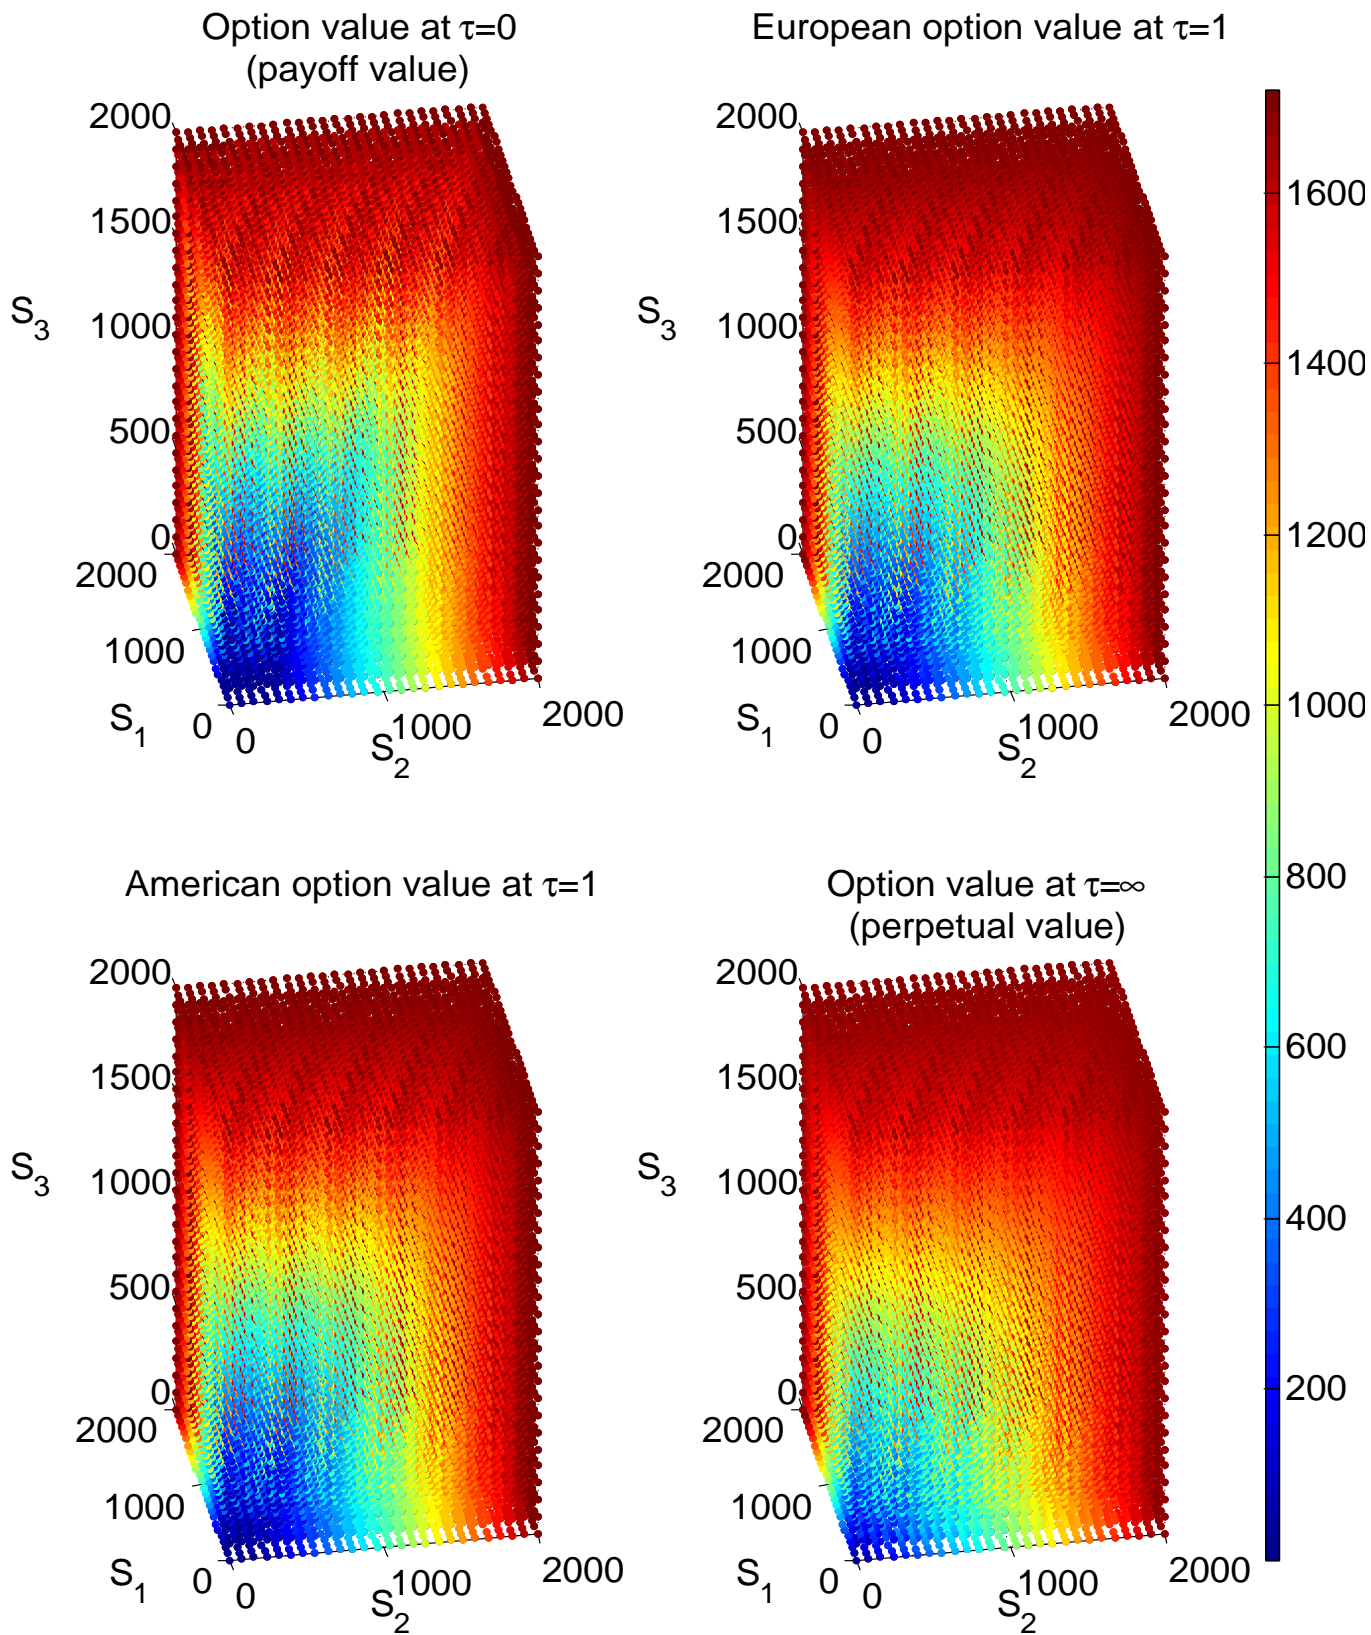 Option value at τ=0
(payoff value)
2000
1500
1000
500
0
2000
1000
0
0
1000
2000
S3
S1
S2
European option value at τ=1
2000
1500
1000
500
0
2000
1000
0
0
1000
2000
S3
S1
S2
1600
1400
1200
1000
800
600
400
200
American option value at τ=1
2000
1500
1000
500
0
2000
1000
0
0
1000
2000
S3
S1
S2
Option value at τ=∞
(perpetual value)
2000
1500
1000
500
0
2000
1000
0
0
1000
2000
S3
S1
S2